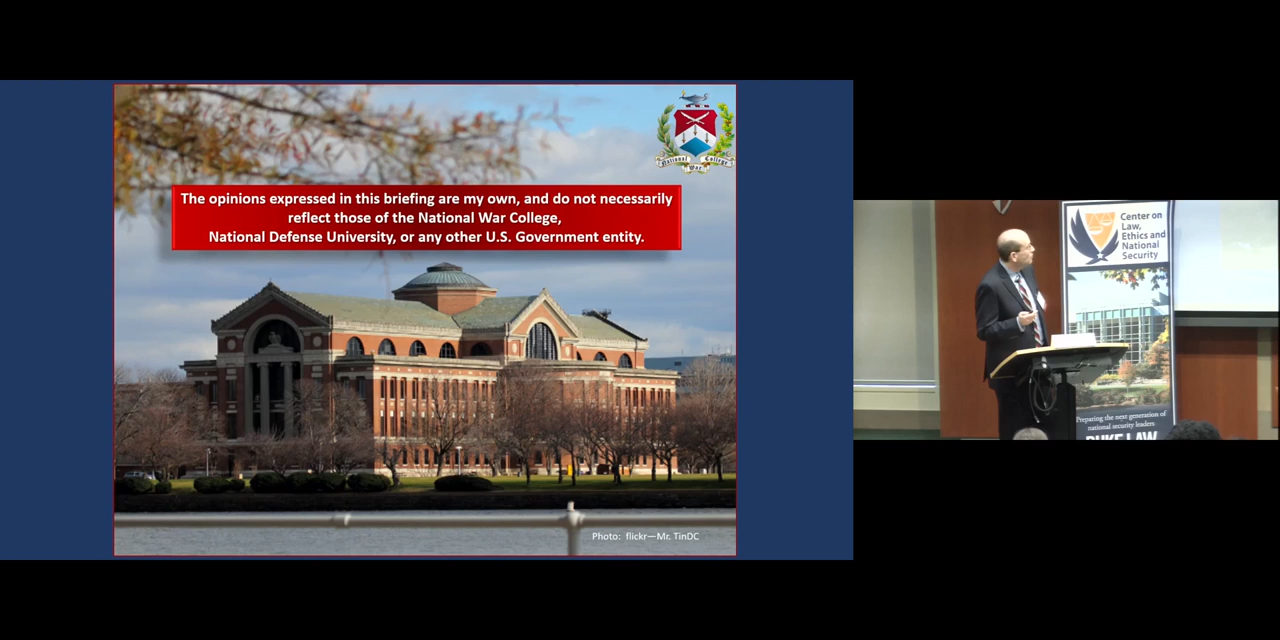 The opinions expressed in this briefing are my own, and do not necessarily
reflect those of the National War College,
National Defense University, or any other U.S. Government entity.
National College
War
Photo: flickr—Mr. TinDC
Center on
Law,
Ethics and
National
Security
Preparing the next generation of
national security leaders
DUKE LAW